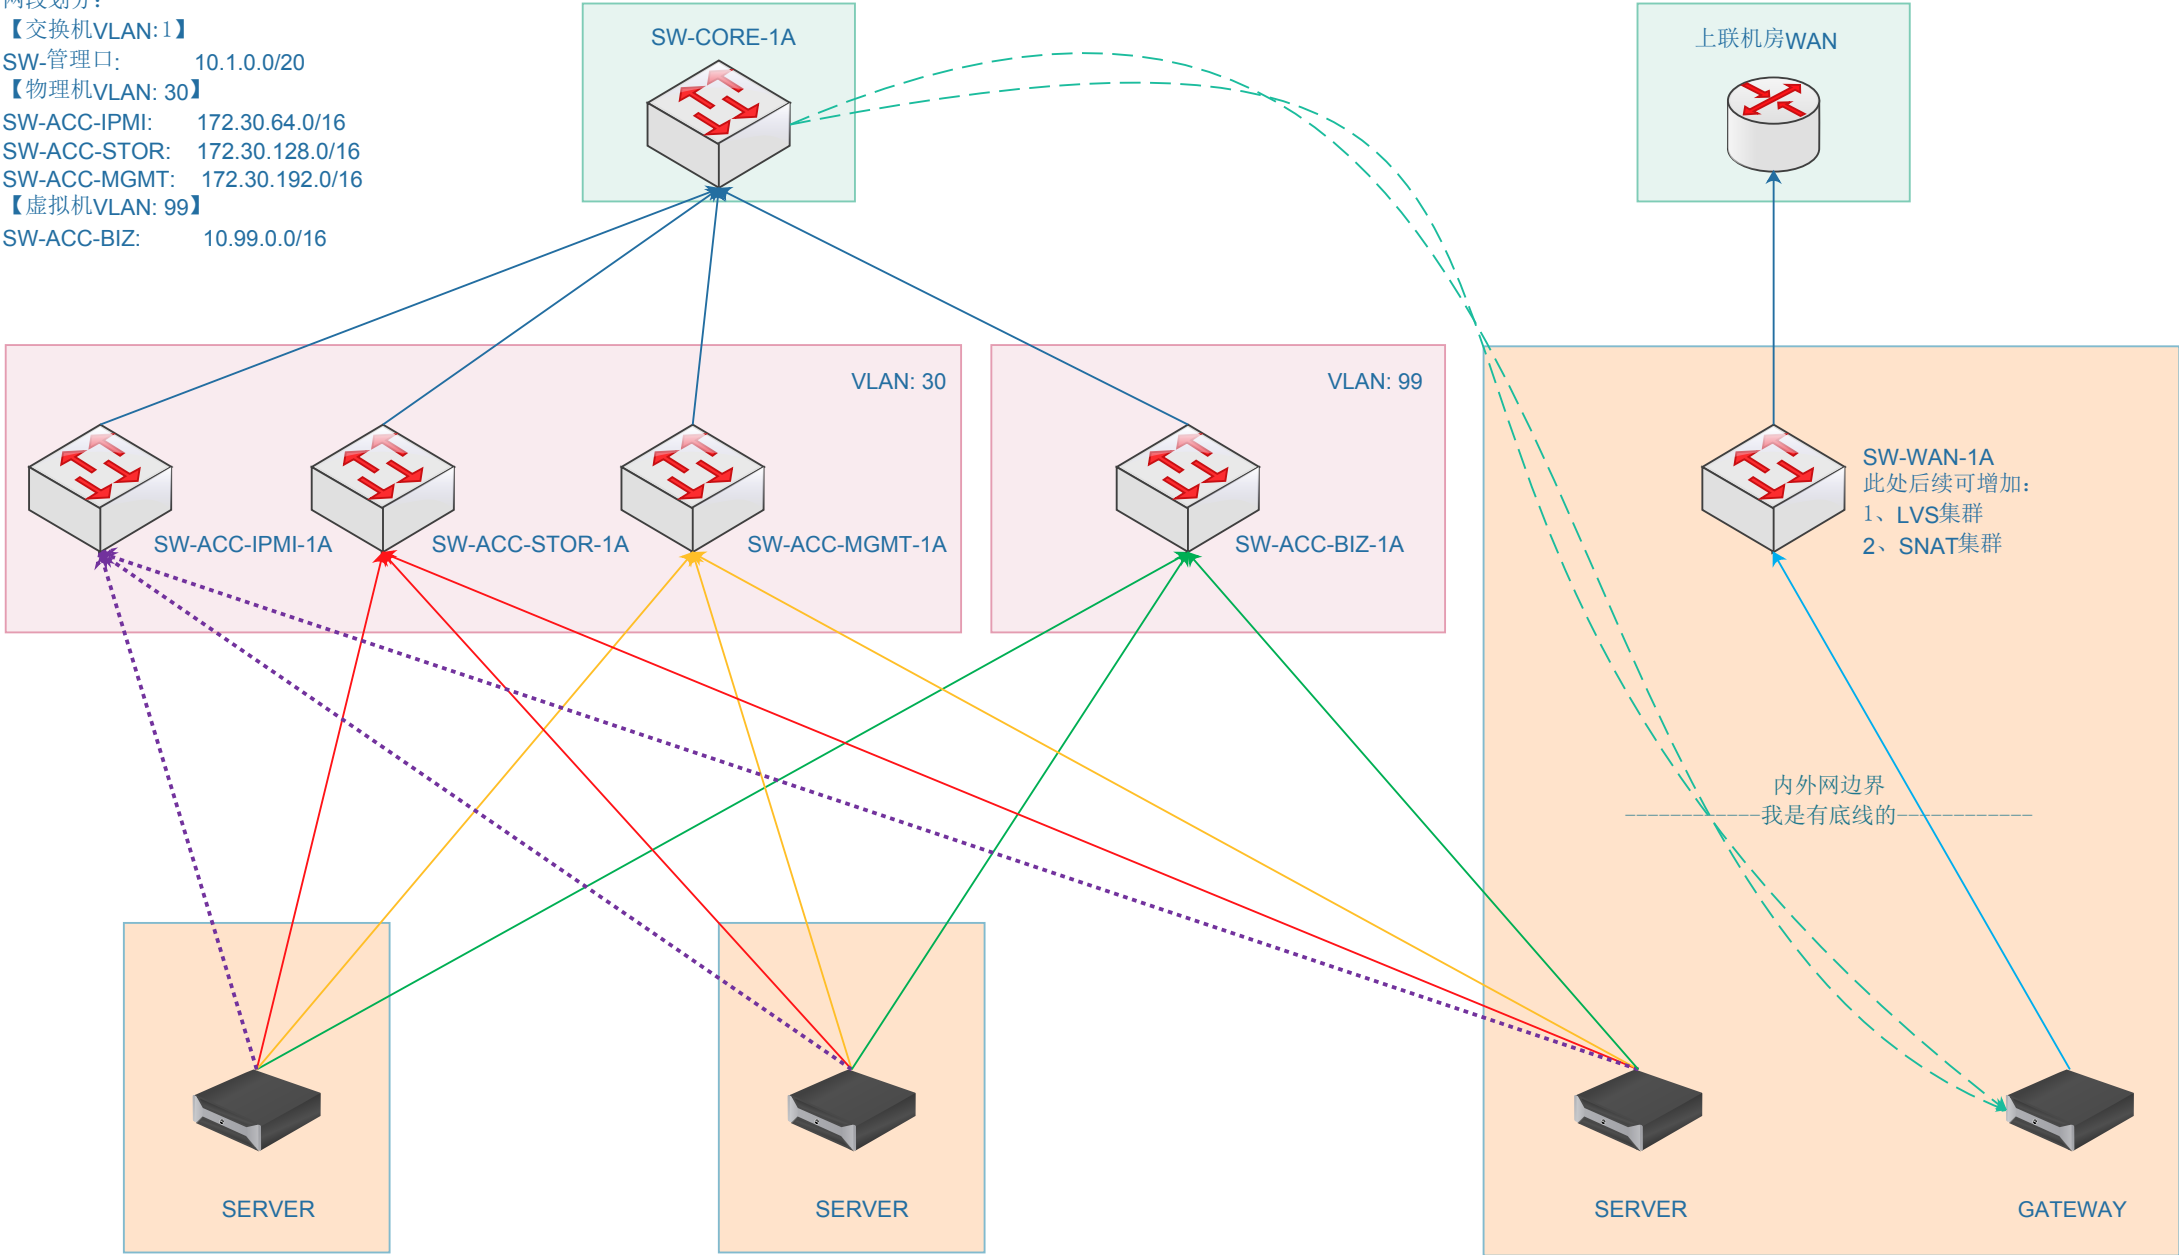 网段划分：
【交换机VLAN:1】
SW-管理口: 10.1.0.0/20
【物理机VLAN: 30】
SW-ACC-IPMI: 172.30.64.0/16
SW-ACC-STOR: 172.30.128.0/16
SW-ACC-MGMT: 172.30.192.0/16
【虚拟机VLAN: 99】
SW-ACC-BIZ: 10.99.0.0/16
SW-CORE-1A
上联机房WAN
VLAN: 30
VLAN: 99
SW-ACC-IPMI-1A
SW-ACC-STOR-1A
SW-ACC-MGMT-1A
SW-ACC-BIZ-1A
SW-WAN-1A
此处后续可增加：
1、LVS集群
2、SNAT集群
内外网边界
------------我是有底线的------------
SERVER
SERVER
SERVER
GATEWAY